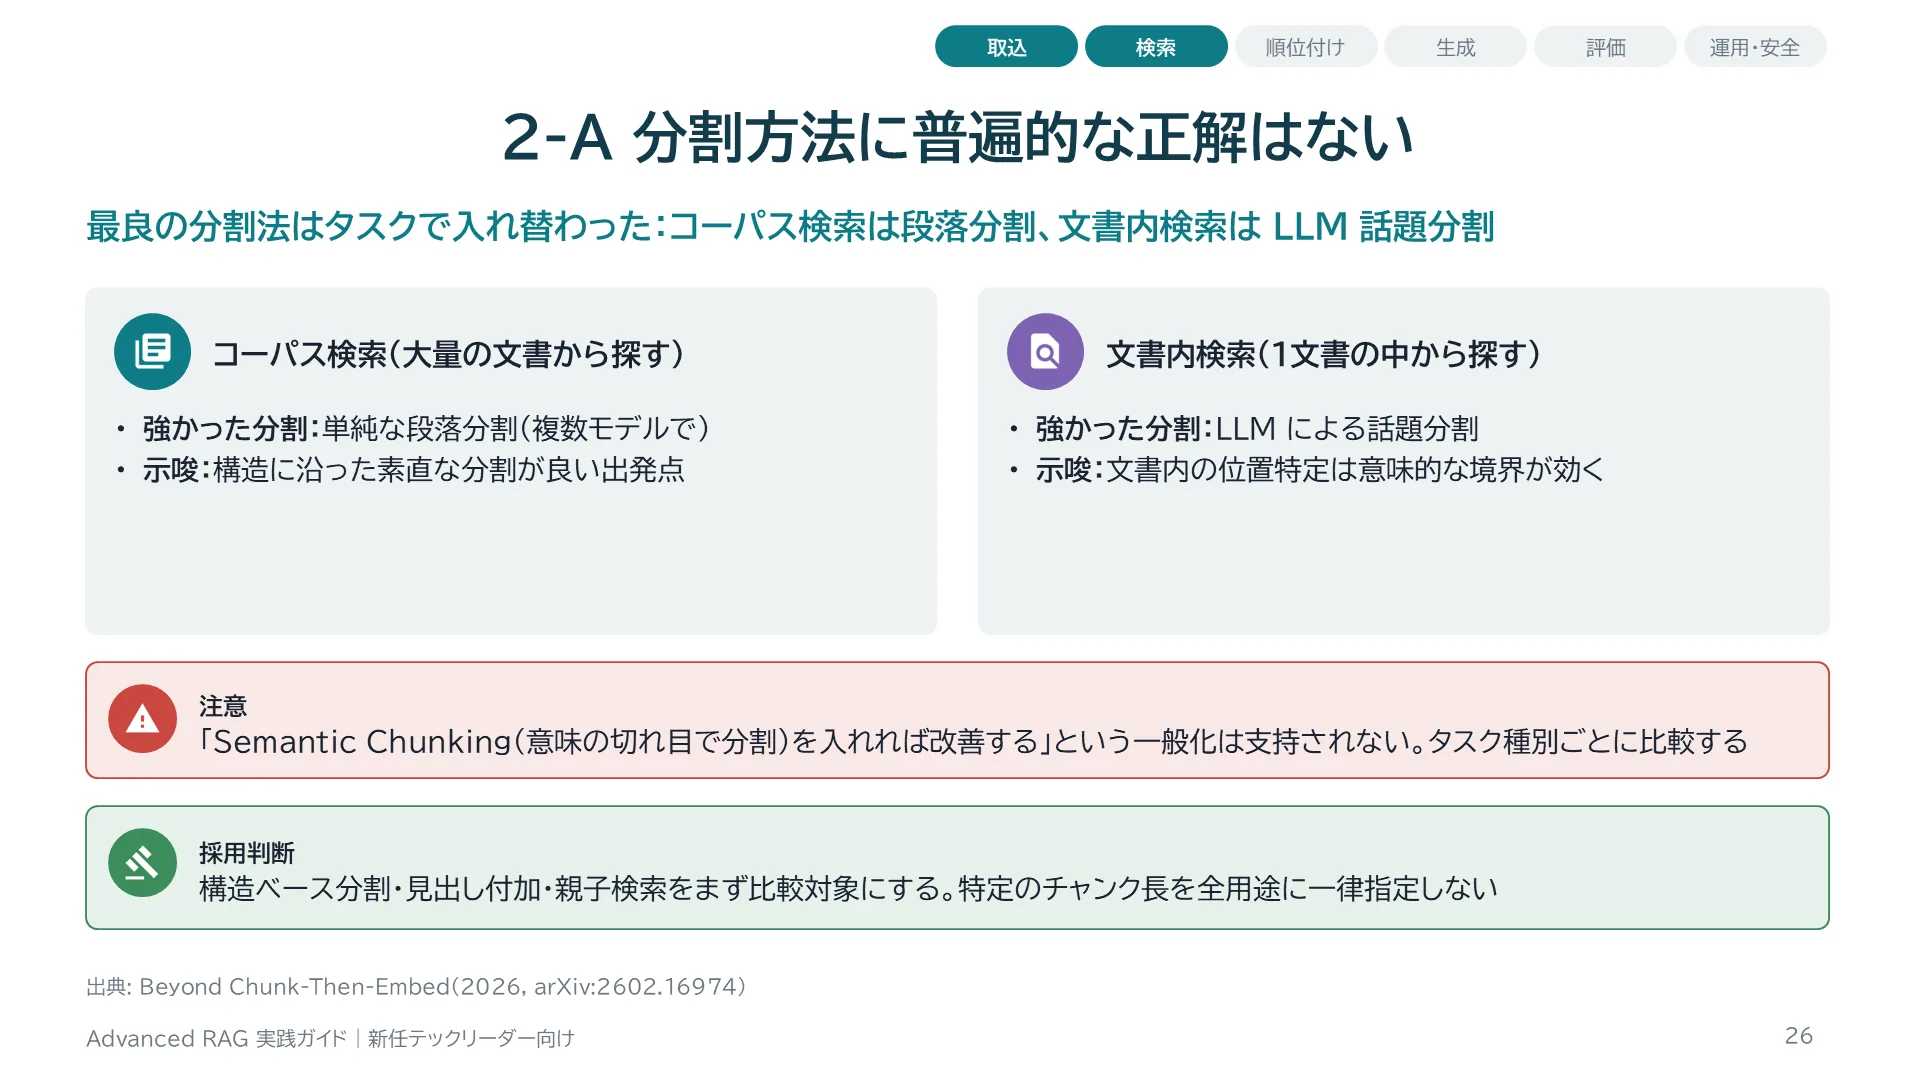 取込
検索
順位付け
生成
評価
運用・安全
2-A 分割方法に普遍的な正解はない
最良の分割法はタスクで入れ替わった：コーパス検索は段落分割、文書内検索は LLM 話題分割
コーパス検索（大量の文書から探す）
・ 強かった分割：単純な段落分割（複数モデルで）
・ 示唆：構造に沿った素直な分割が良い出発点
文書内検索（1文書の中から探す）
・ 強かった分割：LLM による話題分割
・ 示唆：文書内の位置特定は意味的な境界が効く
注意
「Semantic Chunking（意味の切れ目で分割）を入れれば改善する」という一般化は支持されない。タスク種別ごとに比較する
採用判断
構造ベース分割・見出し付加・親子検索をまず比較対象にする。特定のチャンク長を全用途に一律指定しない
出典: Beyond Chunk-Then-Embed（2026, arXiv:2602.16974）
Advanced RAG 実践ガイド｜新任テックリーダー向け
26